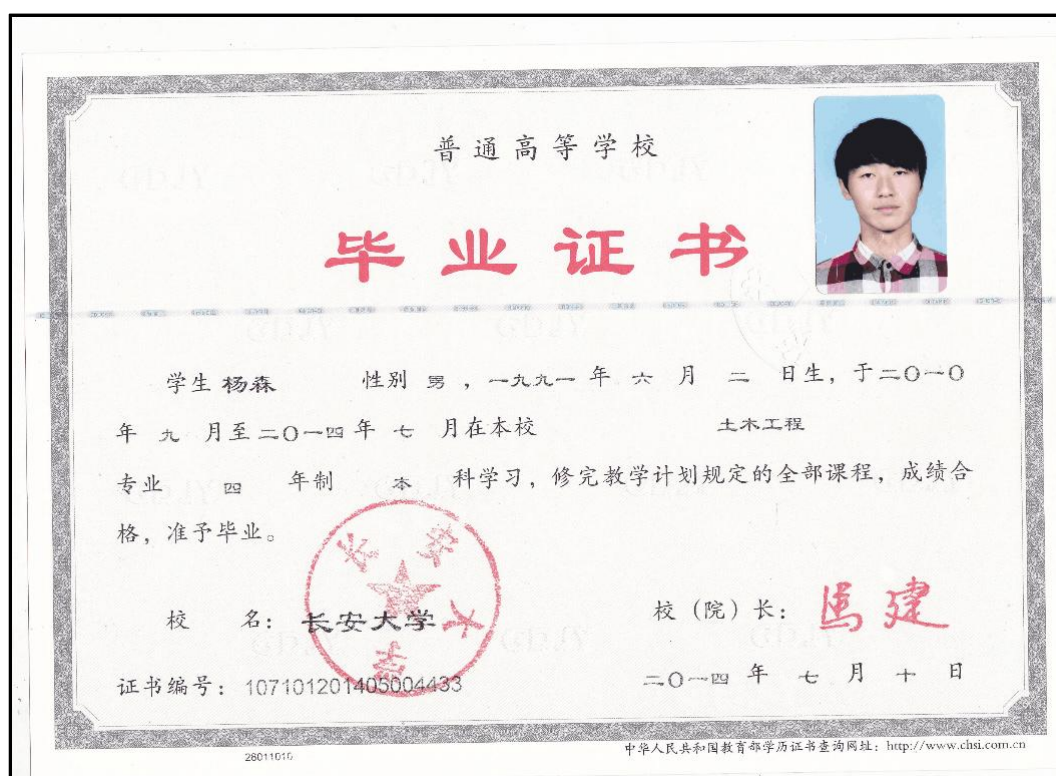 普通高等学校
毕业证书
学生 杨森 性别 男 ，一九九一 年 六 月 二 日生，于二〇一〇
年 九 月至二〇一四年 七 月在本校 土木工程
专业 四 年制 本 科学习，修完教学计划规定的全部课程，成绩合
格，准予毕业。
长安大学
校 名：长安大学
校（院）长：马建
证书编号：107101201405004433
二〇一四 年 七 月 十 日
26011016
中华人民共和国教育部学历证书查询网址：http://www.chsi.com.cn